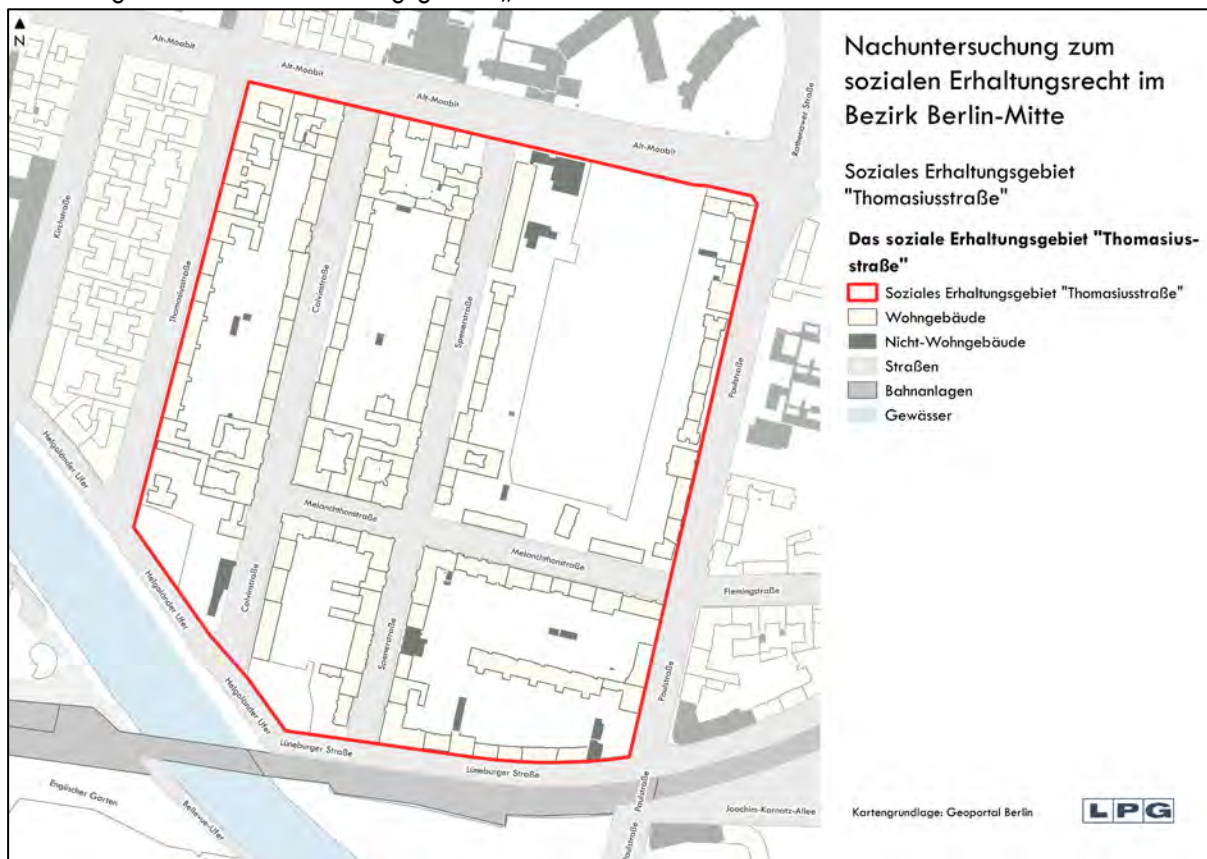 N
Alt-Moabit
Alt-Moabit
Alt-Moabit
Alt-Moabit
Rathenower Straße
Kirchstraße
Thomasiusstraße
Calvinstraße
Spenerstraße
Paulstraße
Helgoländer Ufer
Melanchthonstraße
Melanchthonstraße
Flemingstraße
Helgoländer Ufer
Calvinstraße
Spenerstraße
Paulstraße
Helgoländer Ufer
Lüneburger Straße
Lüneburger Straße
Englischer Garten
Bellevue-Ufer
Paulstraße
Paulstraße
Joachim-Karnatz-Allee
Nachuntersuchung zum
sozialen Erhaltungsrecht im
Bezirk Berlin-Mitte
Soziales Erhaltungsgebiet
"Thomasiusstraße"
Das soziale Erhaltungsgebiet "Thomasius-
straße"
Soziales Erhaltungsgebiet "Thomasiusstraße"
Wohngebäude
Nicht-Wohngebäude
Straßen
Bahnanlagen
Gewässer
Kartengrundlage: Geoportal Berlin
LPG